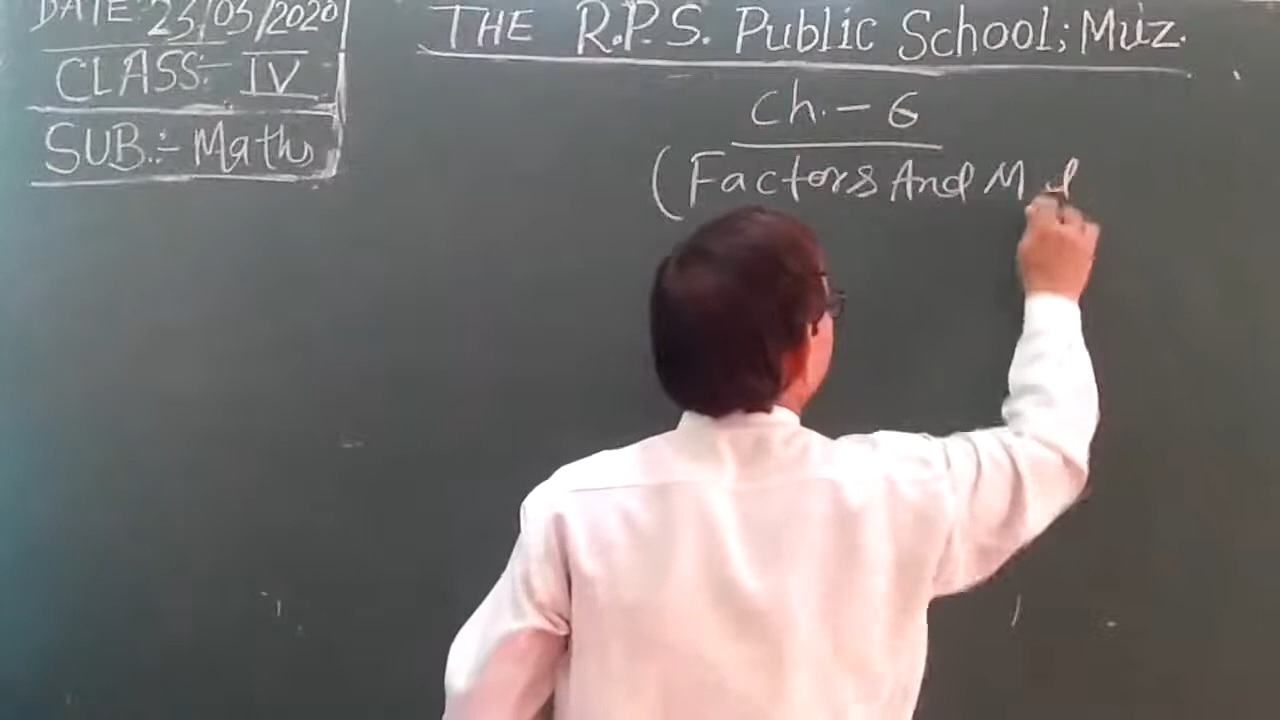 DATE: 23/05/2020
CLASS:- IV
SUB.:- Maths
THE R.P.S. Public School; Muz.
Ch. - 6
(Factors And